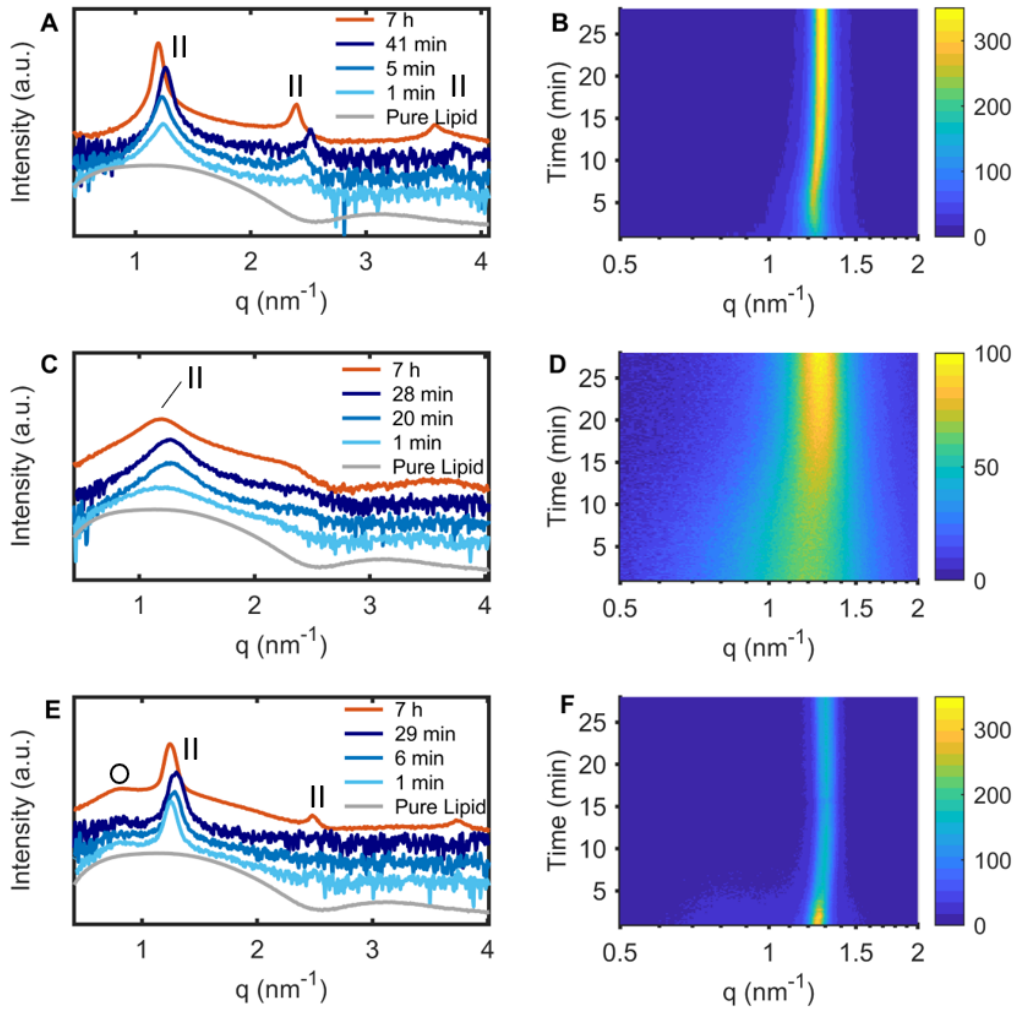 A
Intensity (a.u.)
7 h
41 min
5 min
1 min
Pure Lipid
II
II
II
1
2
3
4
q (nm-1)
B
Time (min)
25
20
15
10
5
0.5
1
1.5
2
q (nm-1)
300
200
100
0
C
Intensity (a.u.)
7 h
28 min
20 min
1 min
Pure Lipid
II
1
2
3
4
q (nm-1)
D
Time (min)
25
20
15
10
5
0.5
1
1.5
2
q (nm-1)
100
50
0
E
Intensity (a.u.)
7 h
29 min
6 min
1 min
Pure Lipid
O
II
II
1
2
3
4
q (nm-1)
F
Time (min)
25
20
15
10
5
0.5
1
1.5
2
q (nm-1)
300
200
100
0